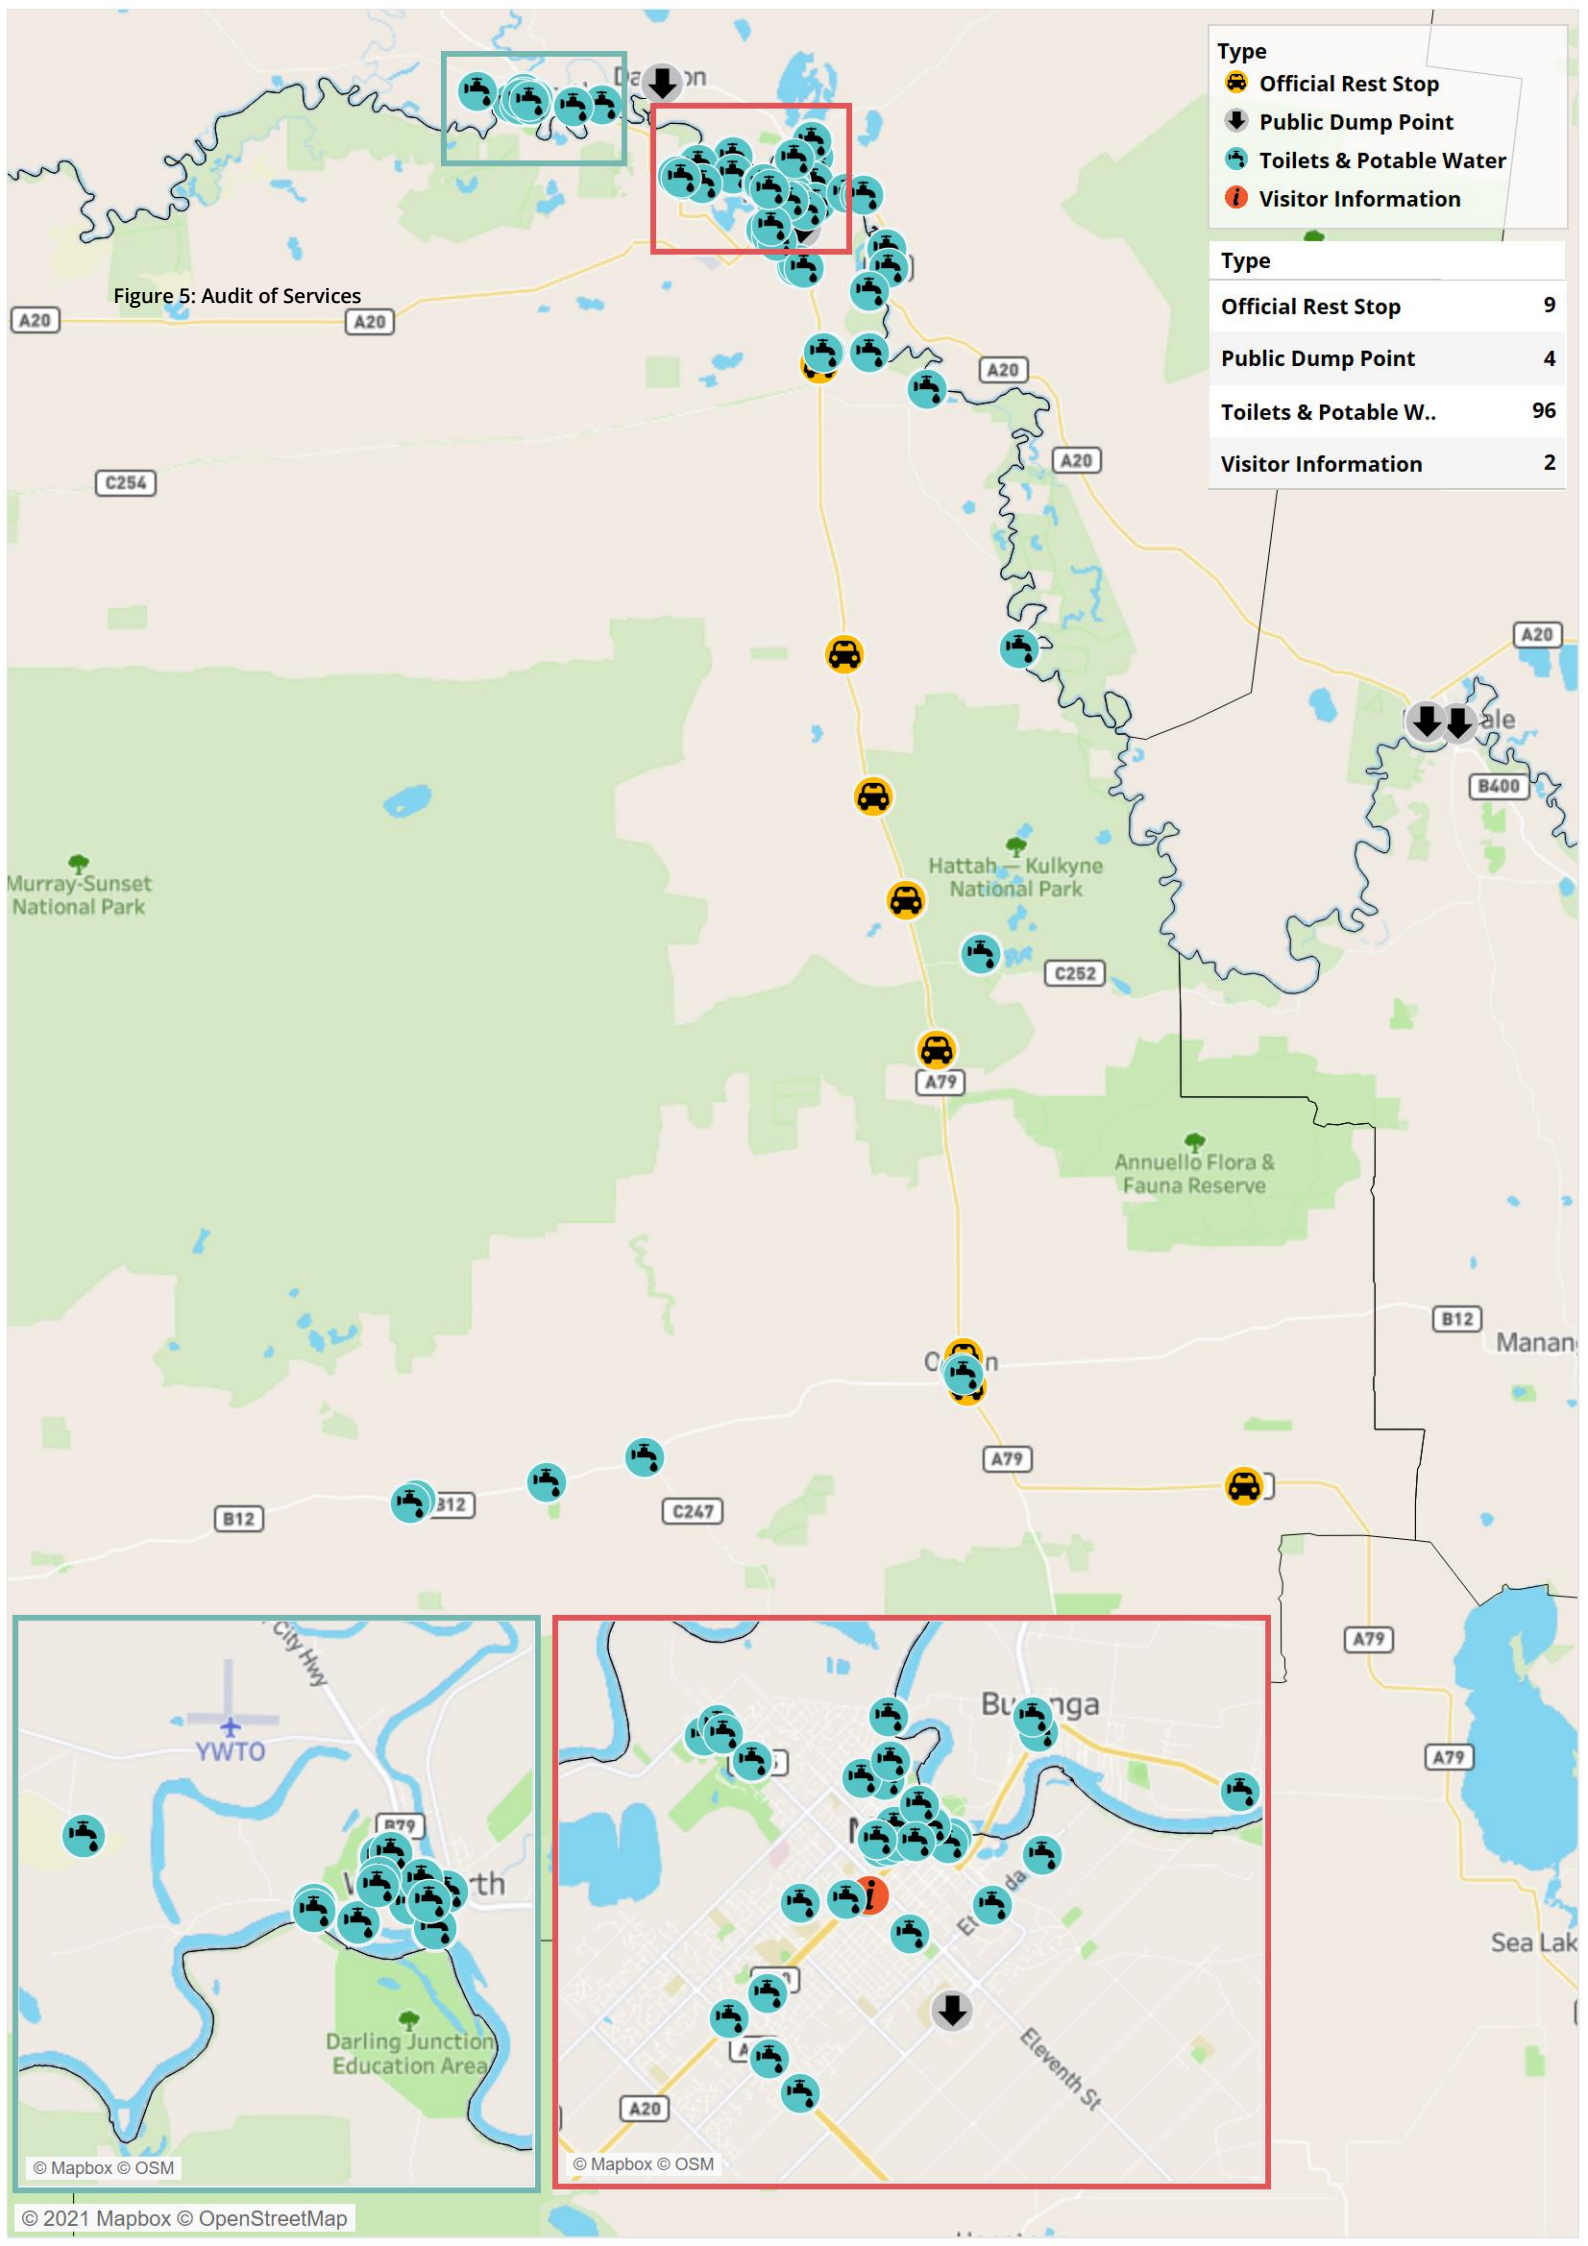 Type
Official Rest Stop
Public Dump Point
Toilets & Potable Water
Visitor Information
Type
Official Rest Stop 9
Public Dump Point 4
Toilets & Potable W.. 96
Visitor Information 2
Figure 5: Audit of Services
A20
A20
A20
C254
A20
A20
B400
Murray-Sunset
National Park
Hattah — Kulkyne
National Park
C252
A79
Annuello Flora &
Fauna Reserve
B12
A79
B12
C247
A79
A79
City Hwy
YWTO
B79
Darling Junction
Education Area
© Mapbox © OSM
A20
Eleventh St
© Mapbox © OSM
© 2021 Mapbox © OpenStreetMap